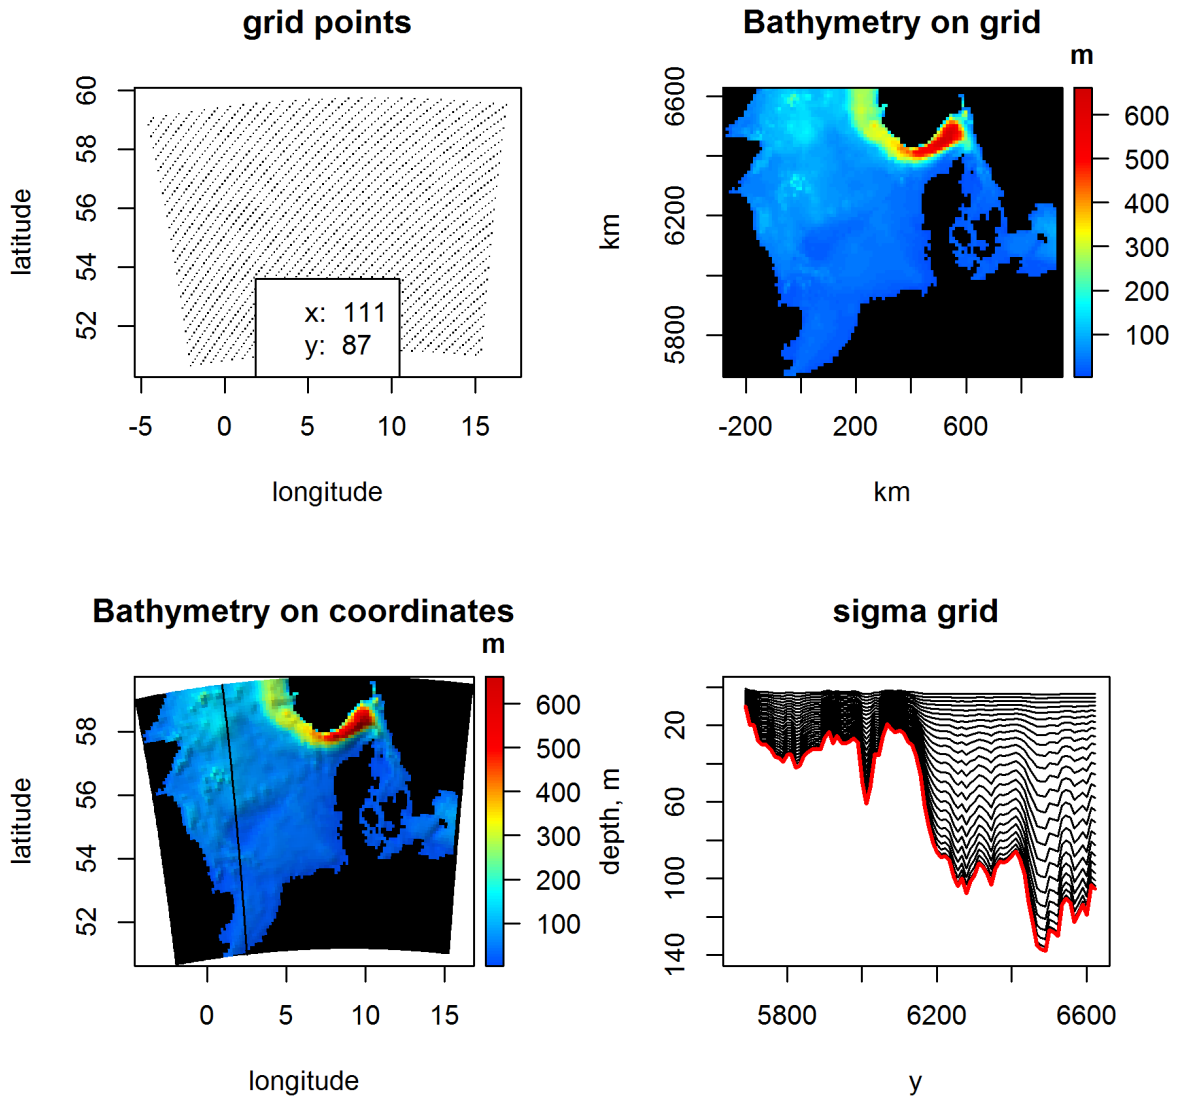 grid points
60
58
56
54
52
latitude
x: 111
y: 87
-5 0 5 10 15
longitude
Bathymetry on grid
m
6600
6200
5800
km
600
500
400
300
200
100
-200 200 600
km
Bathymetry on coordinates
m
58
56
54
52
latitude
600
500
400
300
200
100
0 5 10 15
longitude
sigma grid
20
60
100
140
depth, m
5800 6200 6600
y